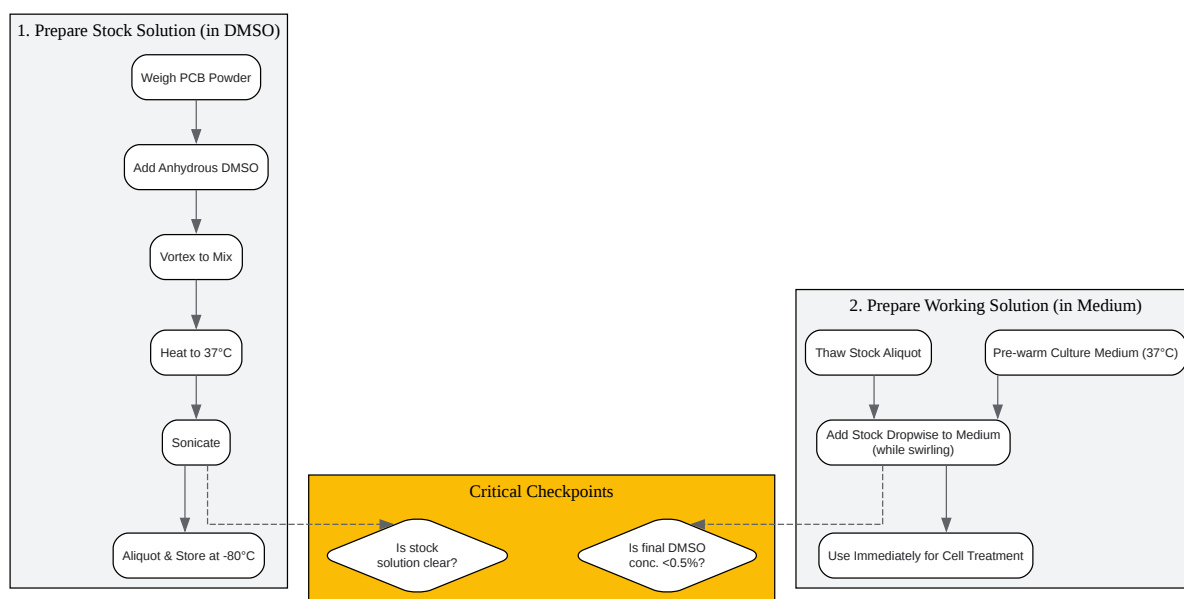 1. Prepare Stock Solution (in DMSO)
Weigh PCB Powder
Add Anhydrous DMSO
Vortex to Mix
Heat to 37°C
Sonicate
Aliquot & Store at -80°C
Critical Checkpoints
Is stock
solution clear?
Is final DMSO
conc. <0.5%?
2. Prepare Working Solution (in Medium)
Thaw Stock Aliquot
Pre-warm Culture Medium (37°C)
Add Stock Dropwise to Medium
(while swirling)
Use Immediately for Cell Treatment